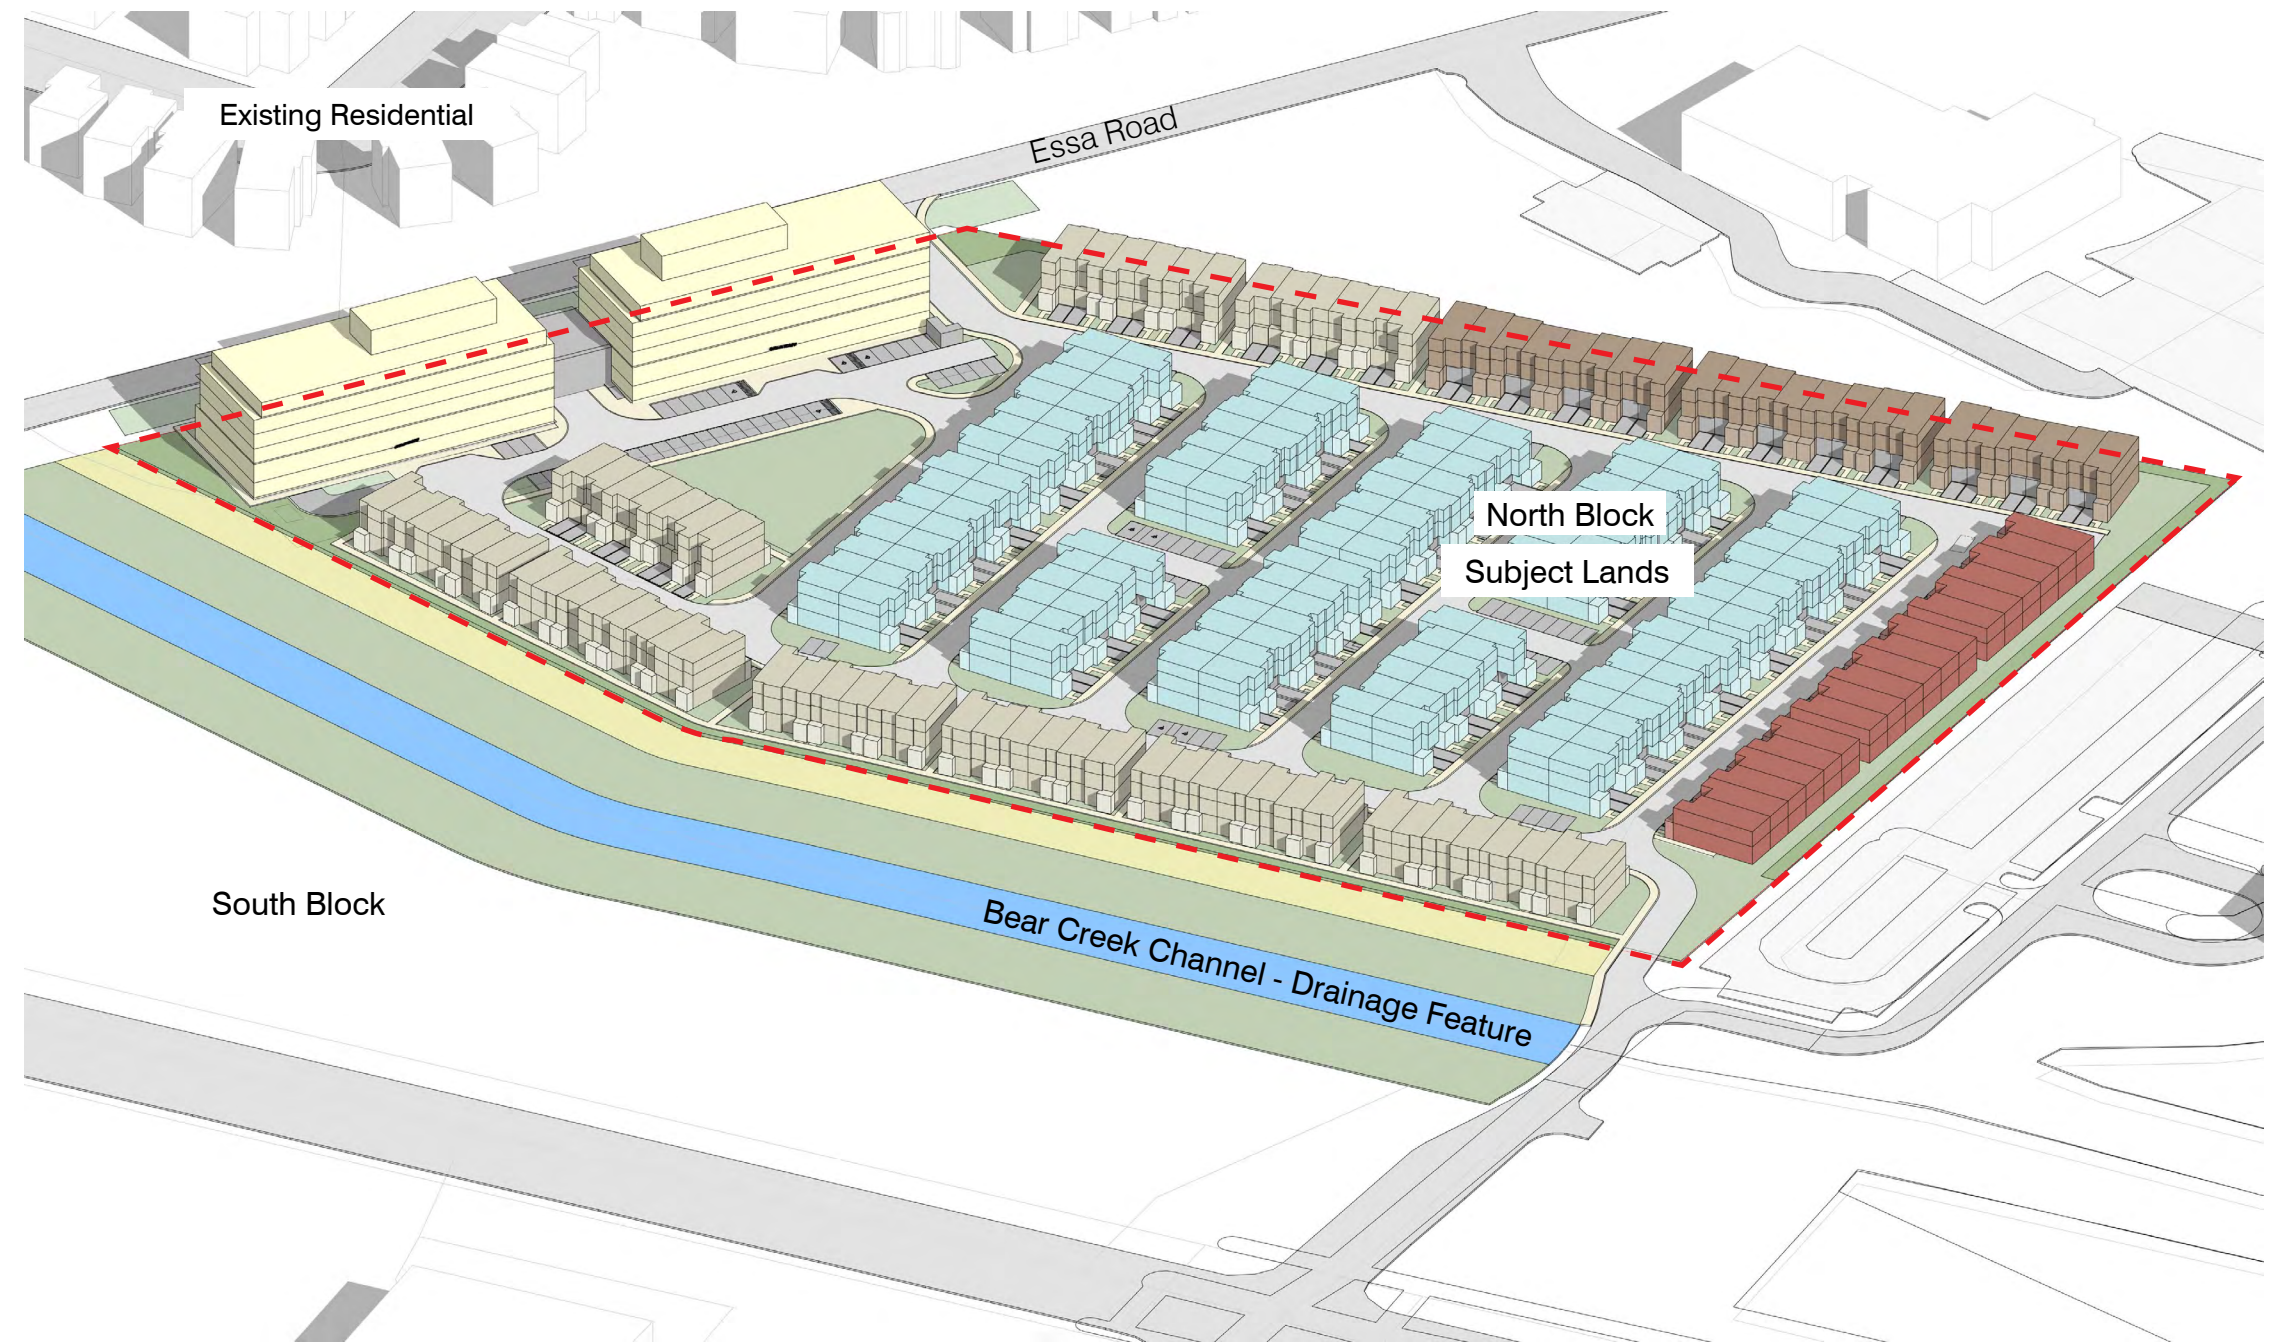 Existing Residential
Essa Road
North Block
Subject Lands
South Block
Bear Creek Channel - Drainage Feature